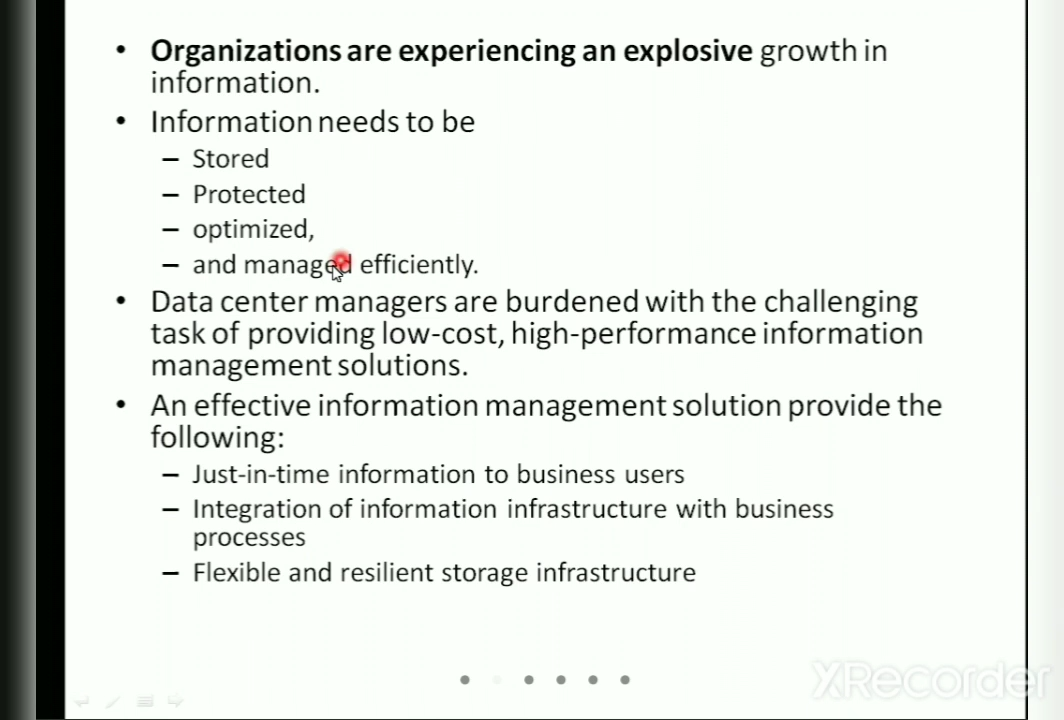 • Organizations are experiencing an explosive growth in
information.
• Information needs to be
– Stored
– Protected
– optimized,
– and managed efficiently.
• Data center managers are burdened with the challenging
task of providing low-cost, high-performance information
management solutions.
• An effective information management solution provide the
following:
– Just-in-time information to business users
– Integration of information infrastructure with business
processes
– Flexible and resilient storage infrastructure
XRecorder